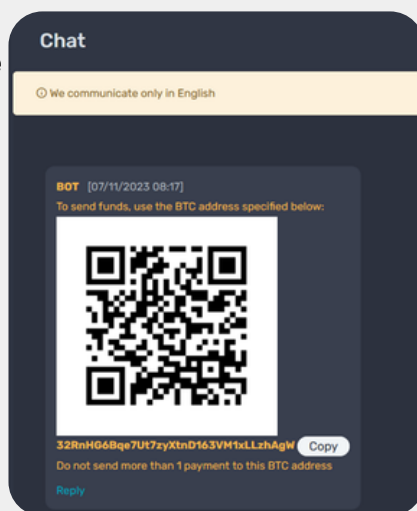 Chat
We communicate only in English
BOT [07/11/2023 08:17]
To send funds, use the BTC address specified below:
32RnHG6Bqe7Ut7zyXtnD163VM1xLLzhAgW Copy
Do not send more than 1 payment to this BTC address
Reply